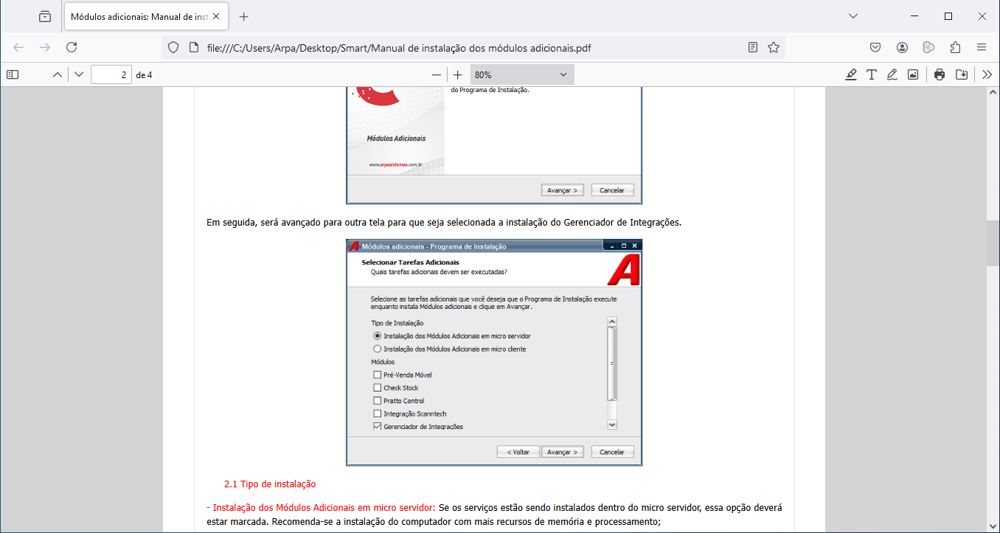 Módulos adicionais: Manual de inst
file:///C:/Users/Arpa/Desktop/Smart/Manual de instalação dos módulos adicionais.pdf
2 de 4
80%
do Programa de Instalação.
Módulos Adicionais
www.arpasistemas.com.br
Avançar > Cancelar
Em seguida, será avançado para outra tela para que seja selecionada a instalação do Gerenciador de Integrações.
Módulos adicionais - Programa de Instalação
Selecionar Tarefas Adicionais
Quais tarefas adicionais devem ser executadas?
Selecione as tarefas adicionais que você deseja que o Programa de Instalação execute
enquanto instala Módulos adicionais e clique em Avançar.
Tipo de Instalação
Instalação dos Módulos Adicionais em micro servidor
Instalação dos Módulos Adicionais em micro cliente
Módulos
Pré-Venda Móvel
Check Stock
Pratto Control
Integração Scanntech
Gerenciador de Integrações
< Voltar Avançar > Cancelar
2.1 Tipo de instalação
- Instalação dos Módulos Adicionais em micro servidor: Se os serviços estão sendo instalados dentro do micro servidor, essa opção deverá
estar marcada. Recomenda-se a instalação do computador com mais recursos de memória e processamento;